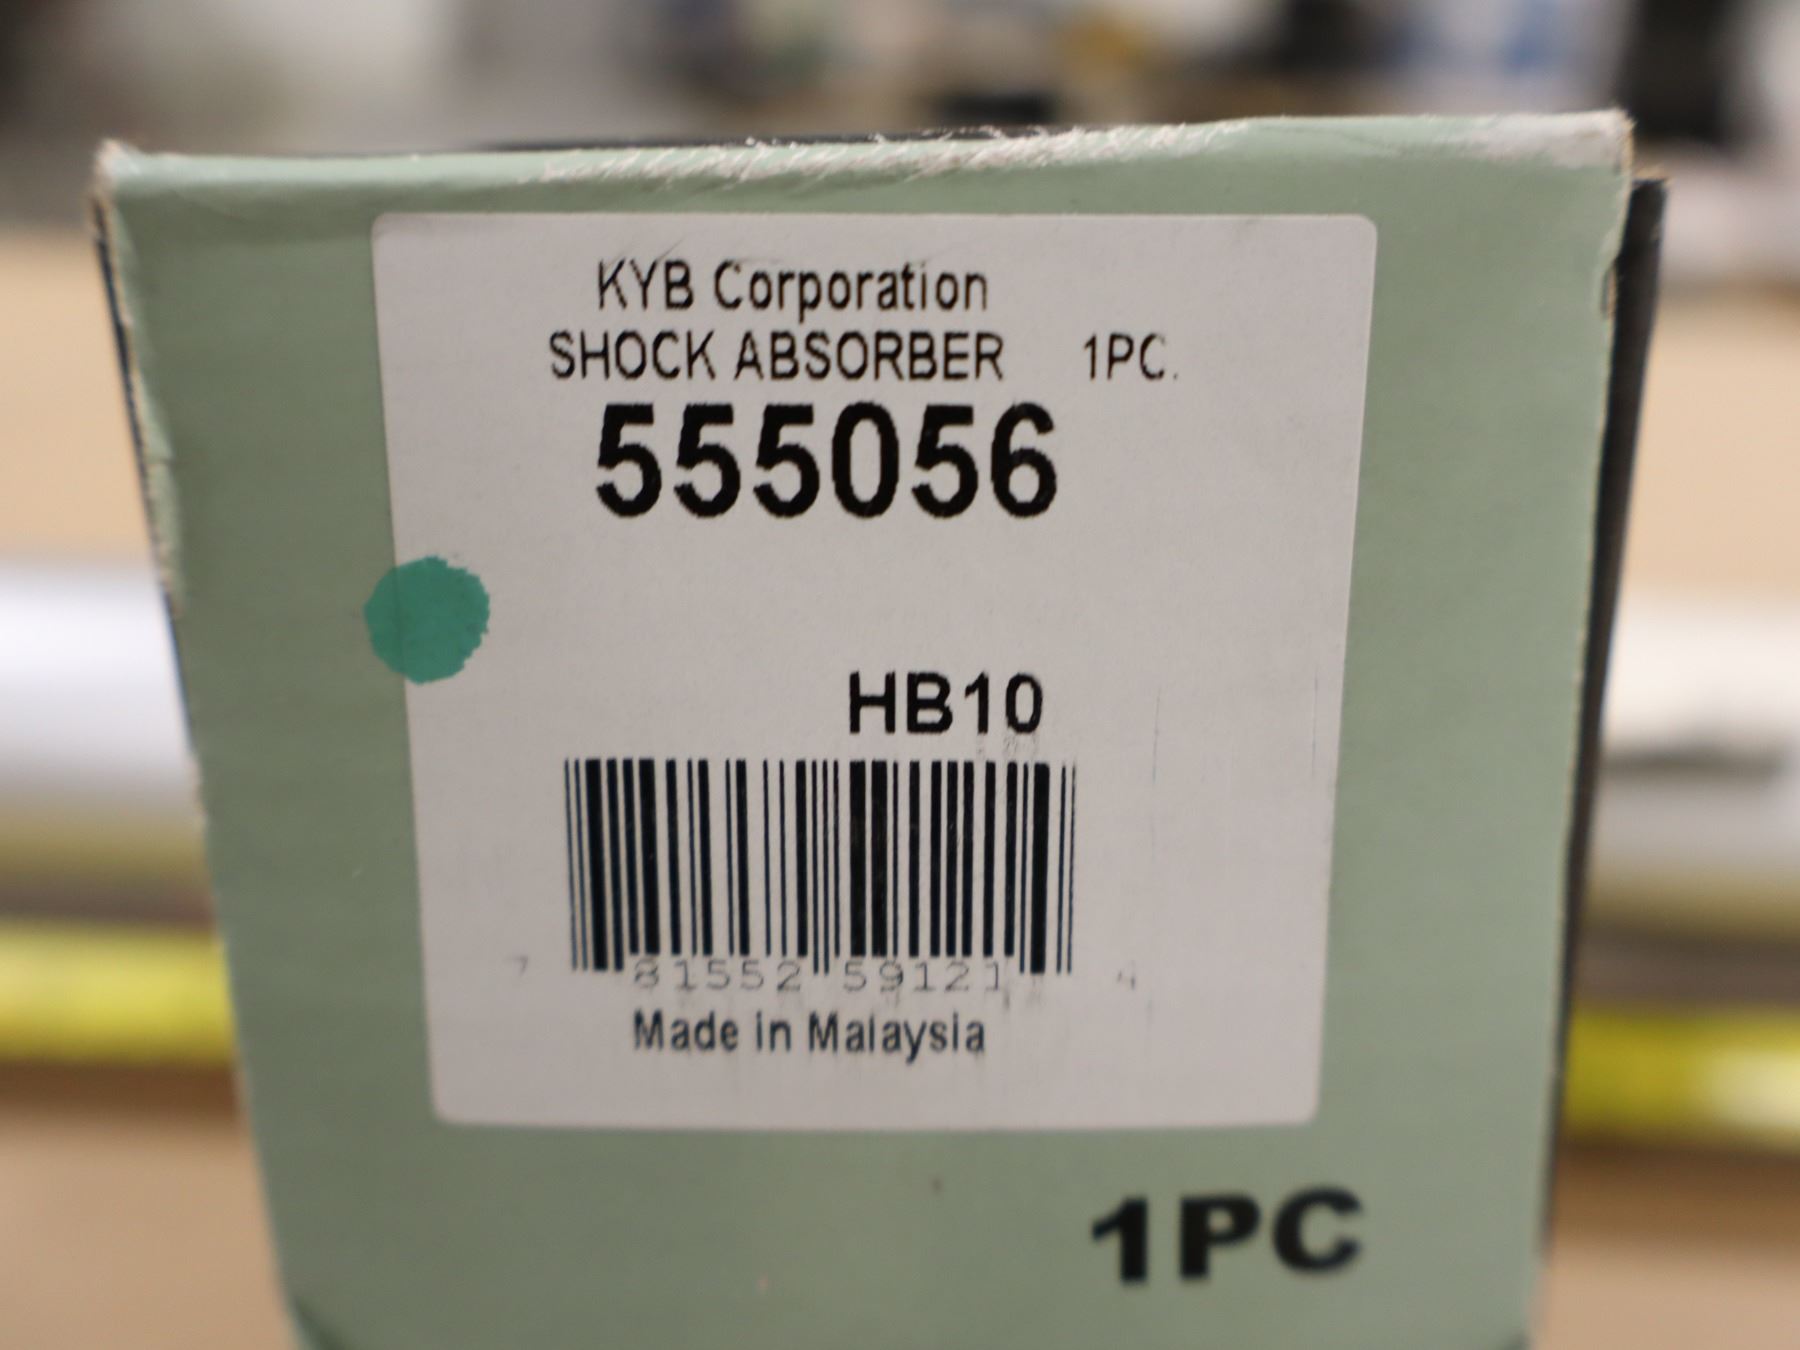 KYB Corporation
SHOCK ABSORBER 1PC.
555056
HB10
7 81552 59121 4
Made in Malaysia
1PC